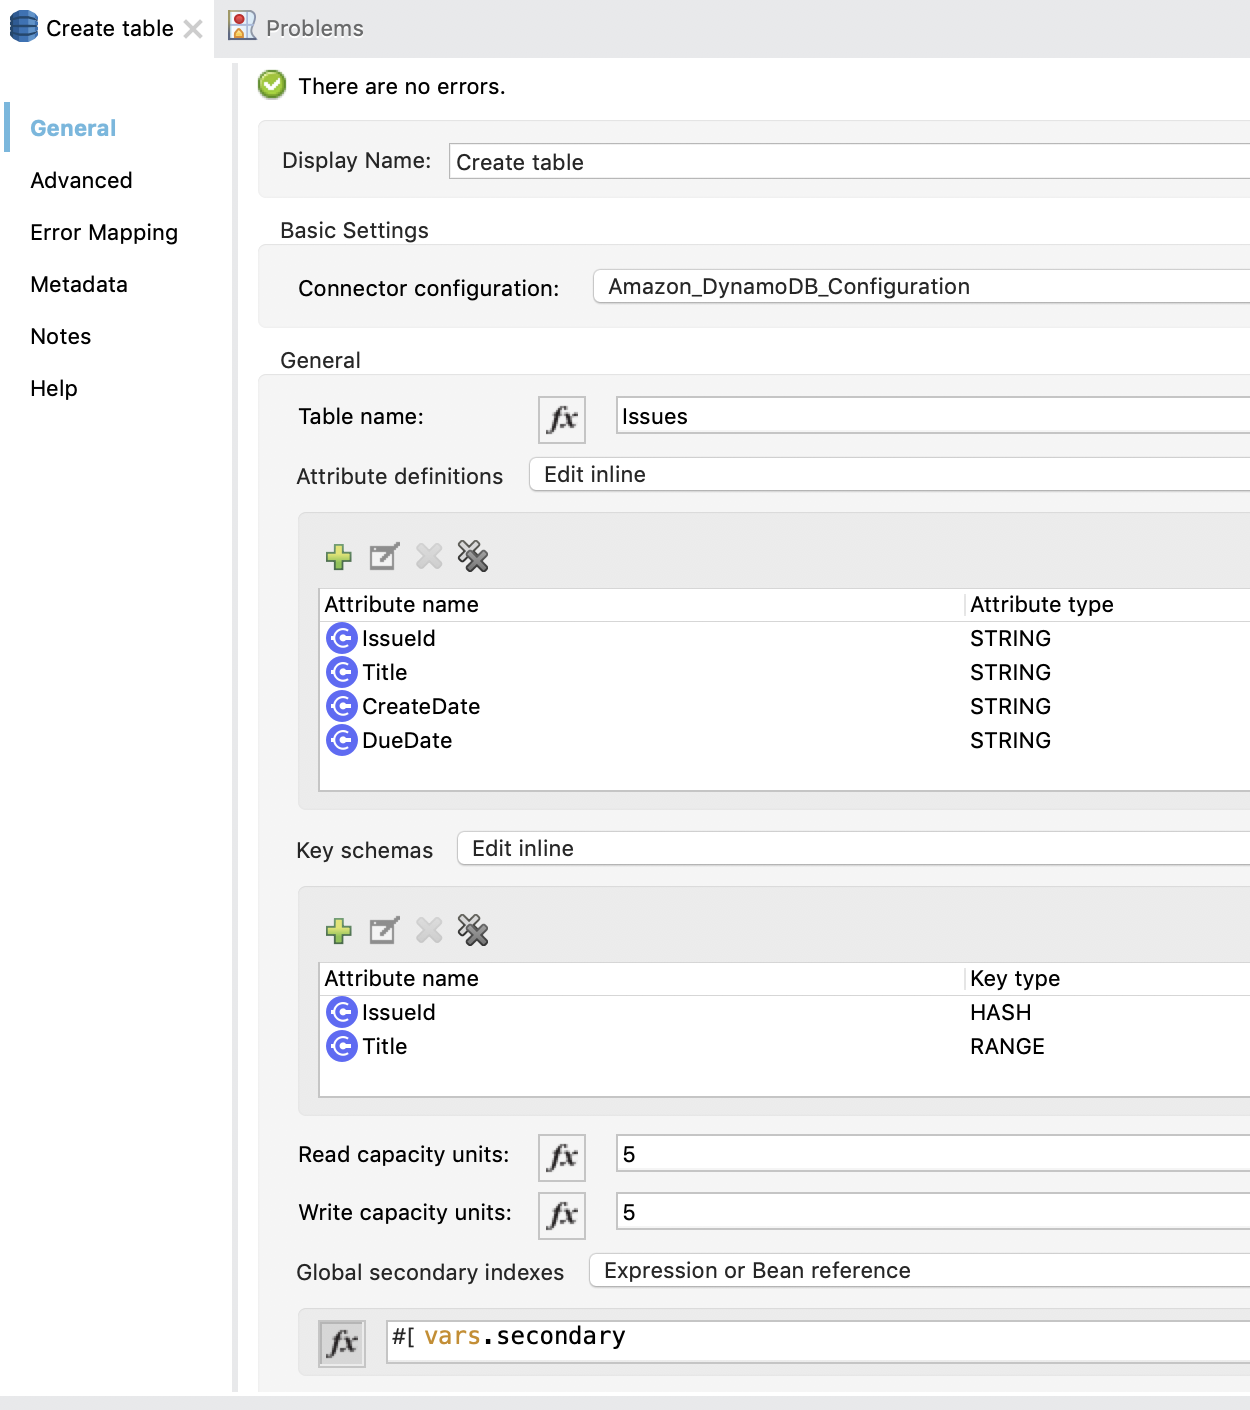 Create table Problems
There are no errors.
General
Advanced
Error Mapping
Metadata
Notes
Help
Display Name: Create table
Basic Settings
Connector configuration: Amazon_DynamoDB_Configuration
General
Table name: fx Issues
Attribute definitions Edit inline
Attribute name Attribute type
IssueId STRING
Title STRING
CreateDate STRING
DueDate STRING
Key schemas Edit inline
Attribute name Key type
IssueId HASH
Title RANGE
Read capacity units: fx 5
Write capacity units: fx 5
Global secondary indexes Expression or Bean reference
fx #[ vars.secondary